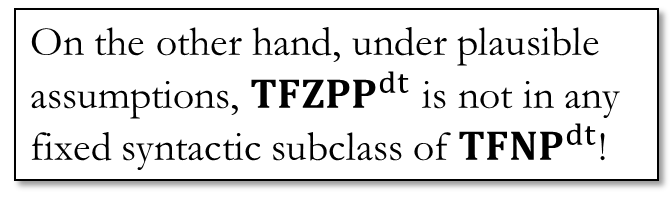 On the other hand, under plausible
assumptions, TFZPPᵈᵗ is not in any
fixed syntactic subclass of TFNPᵈᵗ!